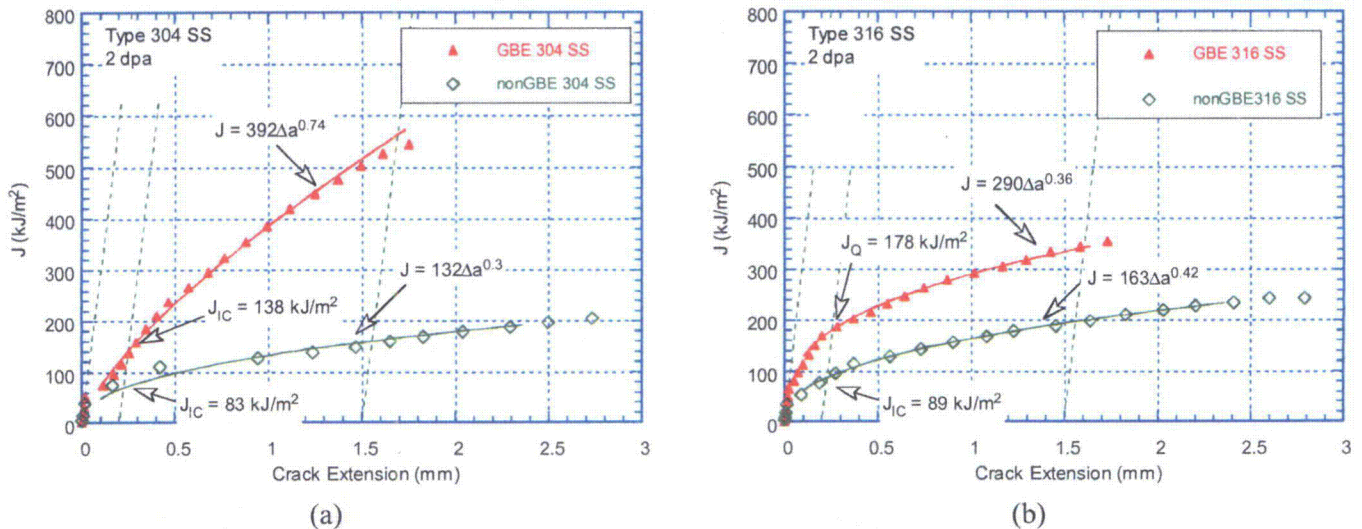 Type 304 SS
2 dpa
GBE 304 SS
nonGBE 304 SS
J = 392Δa^0.74
J = 132Δa^0.3
J_IC = 138 kJ/m²
J_IC = 83 kJ/m²
J (kJ/m²)
800
700
600
500
400
300
200
100
0
0 0.5 1 1.5 2 2.5 3
Crack Extension (mm)
(a)
Type 316 SS
2 dpa
GBE 316 SS
nonGBE316 SS
J = 290Δa^0.36
J_Q = 178 kJ/m²
J = 163Δa^0.42
J_IC = 89 kJ/m²
J (kJ/m²)
800
700
600
500
400
300
200
100
0
0 0.5 1 1.5 2 2.5 3
Crack Extension (mm)
(b)